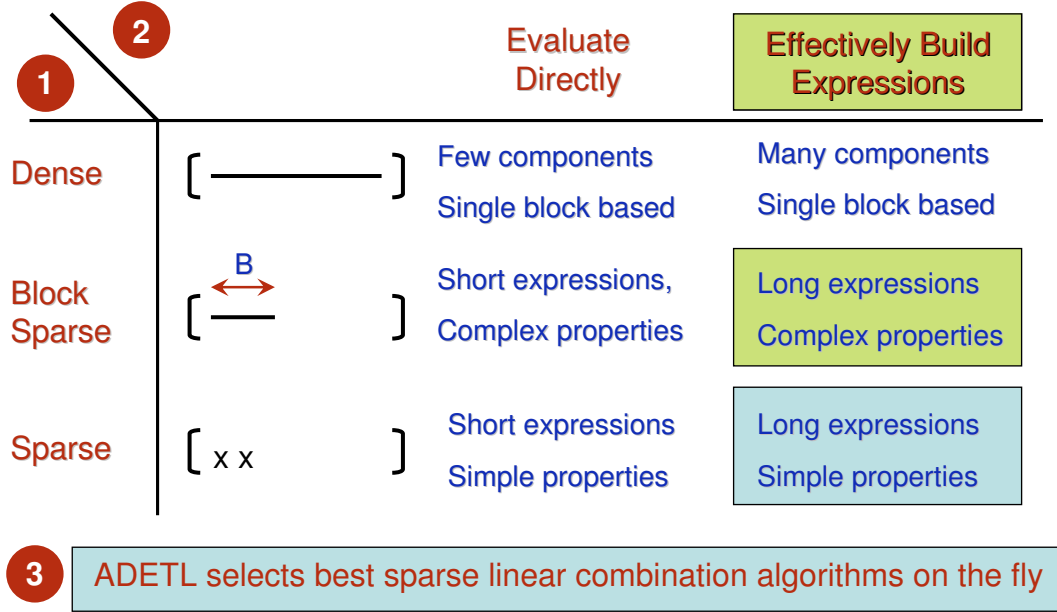 2
1
Evaluate
Directly
Effectively Build
Expressions
Dense
Few components
Single block based
Many components
Single block based
B
Block
Sparse
Short expressions,
Complex properties
Long expressions
Complex properties
Sparse
x x
Short expressions
Simple properties
Long expressions
Simple properties
3
ADETL selects best sparse linear combination algorithms on the fly